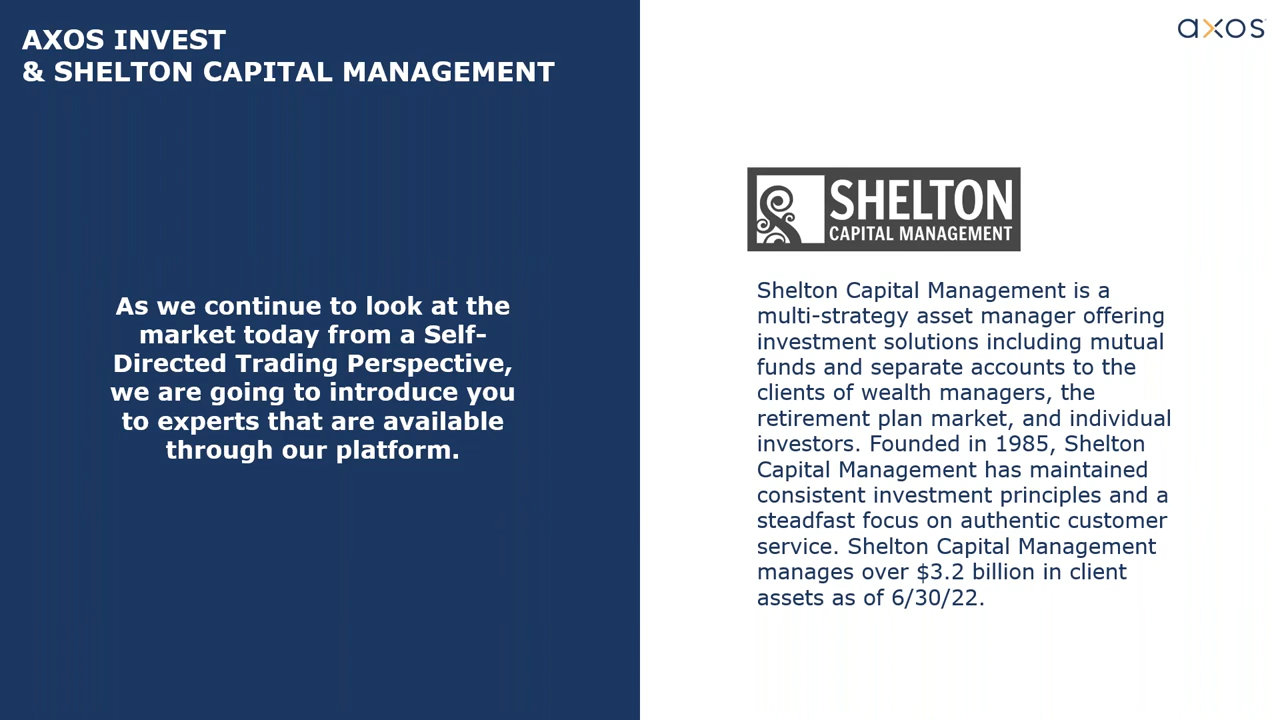 AXOS INVEST
& SHELTON CAPITAL MANAGEMENT
As we continue to look at the
market today from a Self-
Directed Trading Perspective,
we are going to introduce you
to experts that are available
through our platform.
axos
SHELTON
CAPITAL MANAGEMENT
Shelton Capital Management is a
multi-strategy asset manager offering
investment solutions including mutual
funds and separate accounts to the
clients of wealth managers, the
retirement plan market, and individual
investors. Founded in 1985, Shelton
Capital Management has maintained
consistent investment principles and a
steadfast focus on authentic customer
service. Shelton Capital Management
manages over $3.2 billion in client
assets as of 6/30/22.